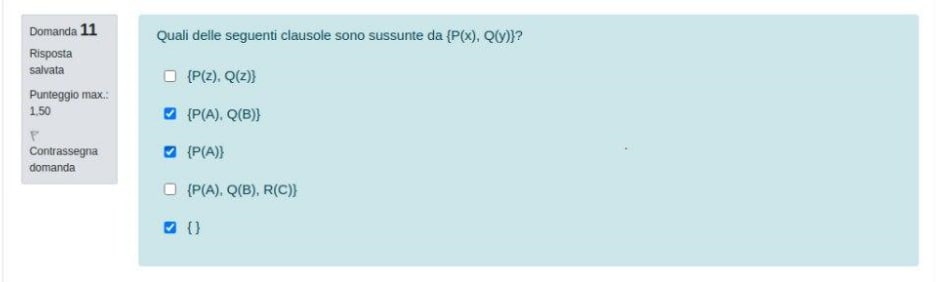 Domanda 11
Risposta
salvata
Punteggio max.:
1,50
Contrassegna
domanda
Quali delle seguenti clausole sono sussunte da {P(x), Q(y)}?
{P(z), Q(z)}
{P(A), Q(B)}
{P(A)}
{P(A), Q(B), R(C)}
{ }